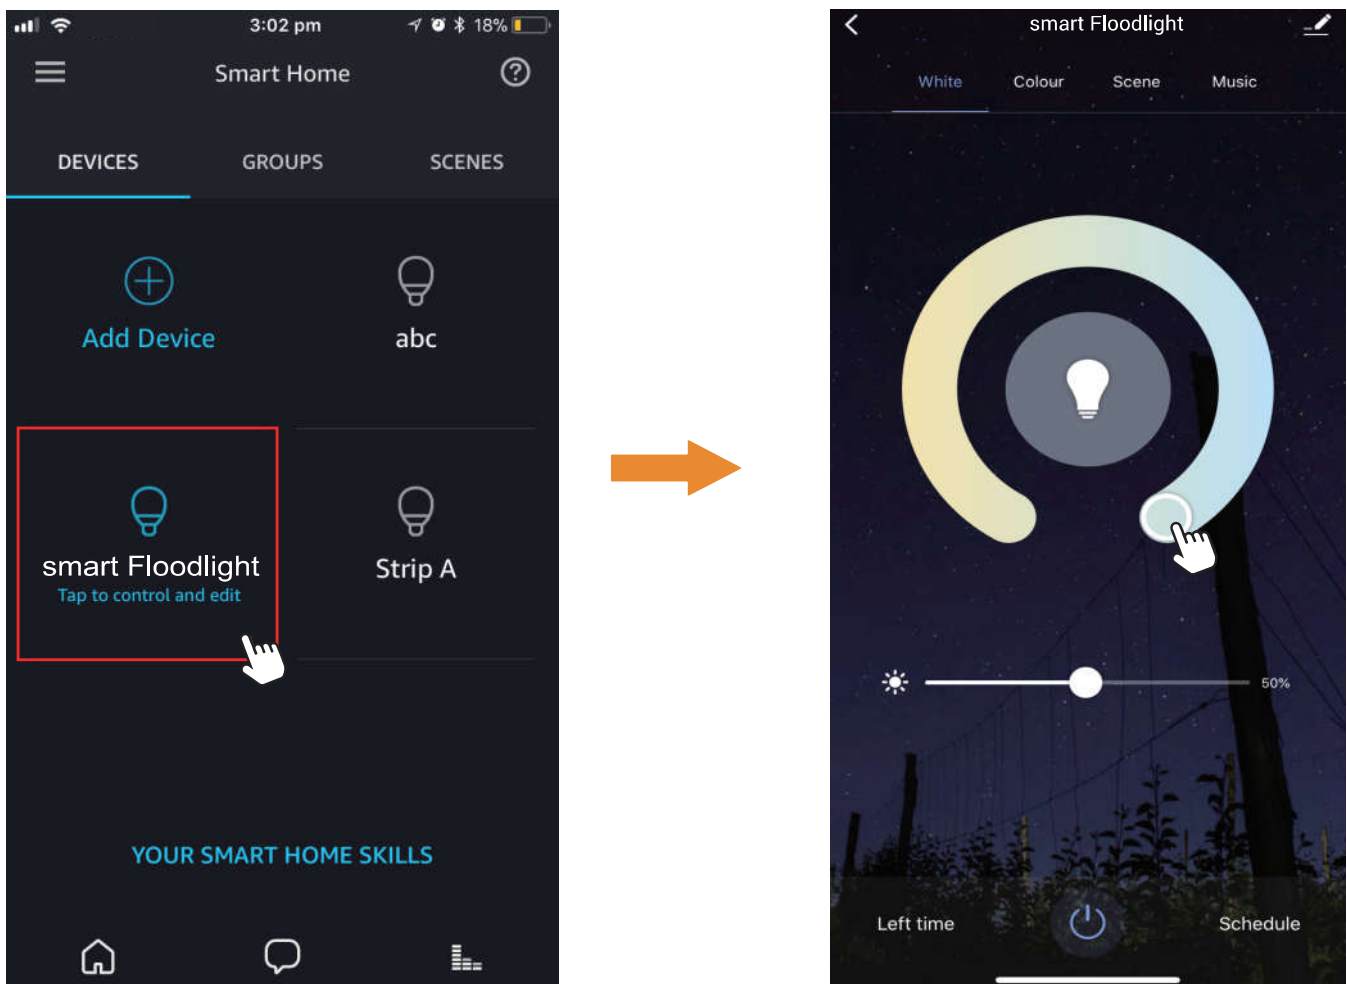 3:02 pm
18%
Smart Home
DEVICES
GROUPS
SCENES
Add Device
abc
smart Floodlight
Tap to control and edit
Strip A
YOUR SMART HOME SKILLS
smart Floodlight
White
Colour
Scene
Music
50%
Left time
Schedule